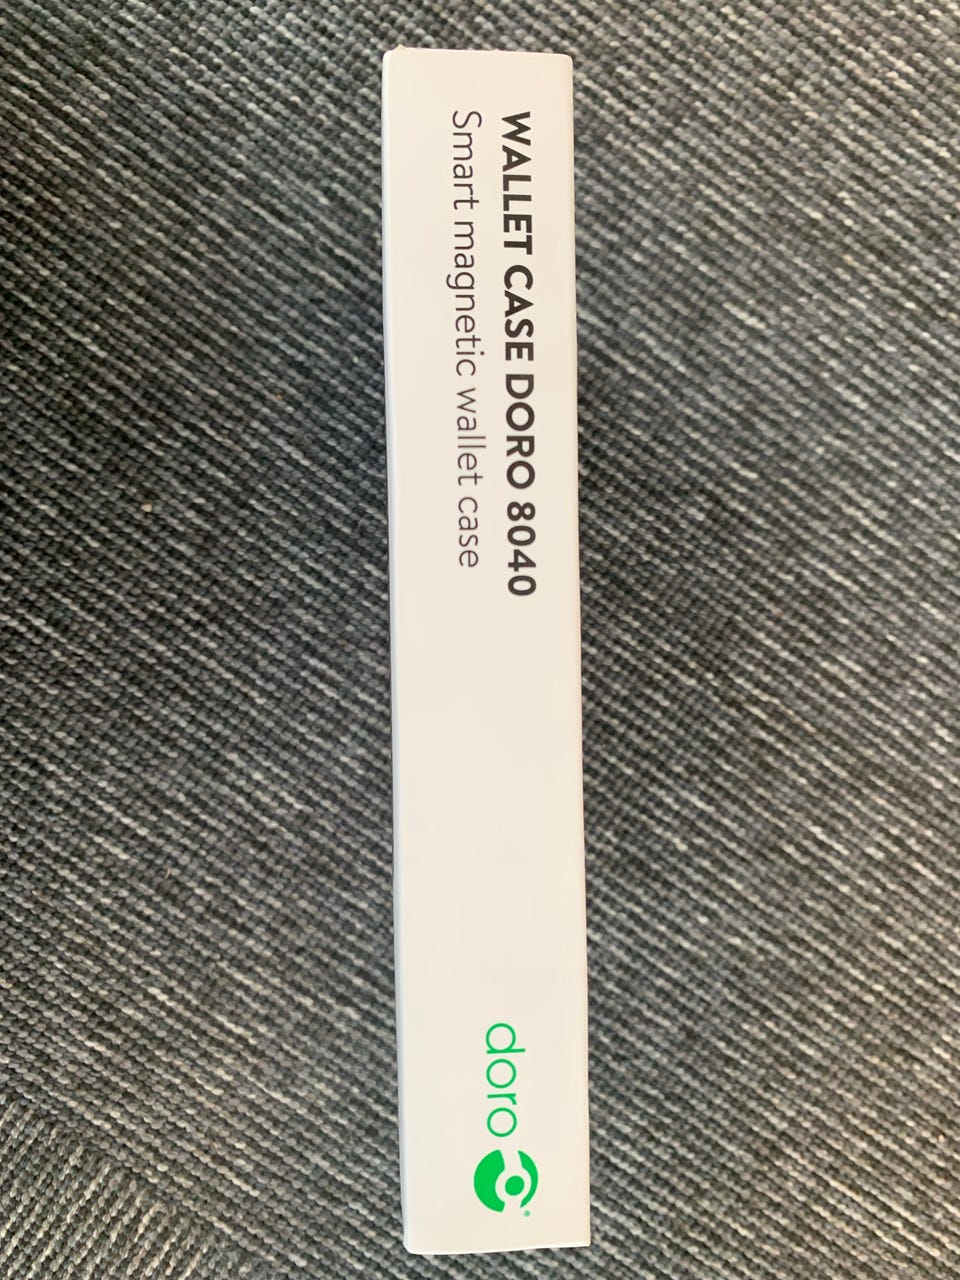 WALLET CASE DORO 8040
Smart magnetic wallet case
doro